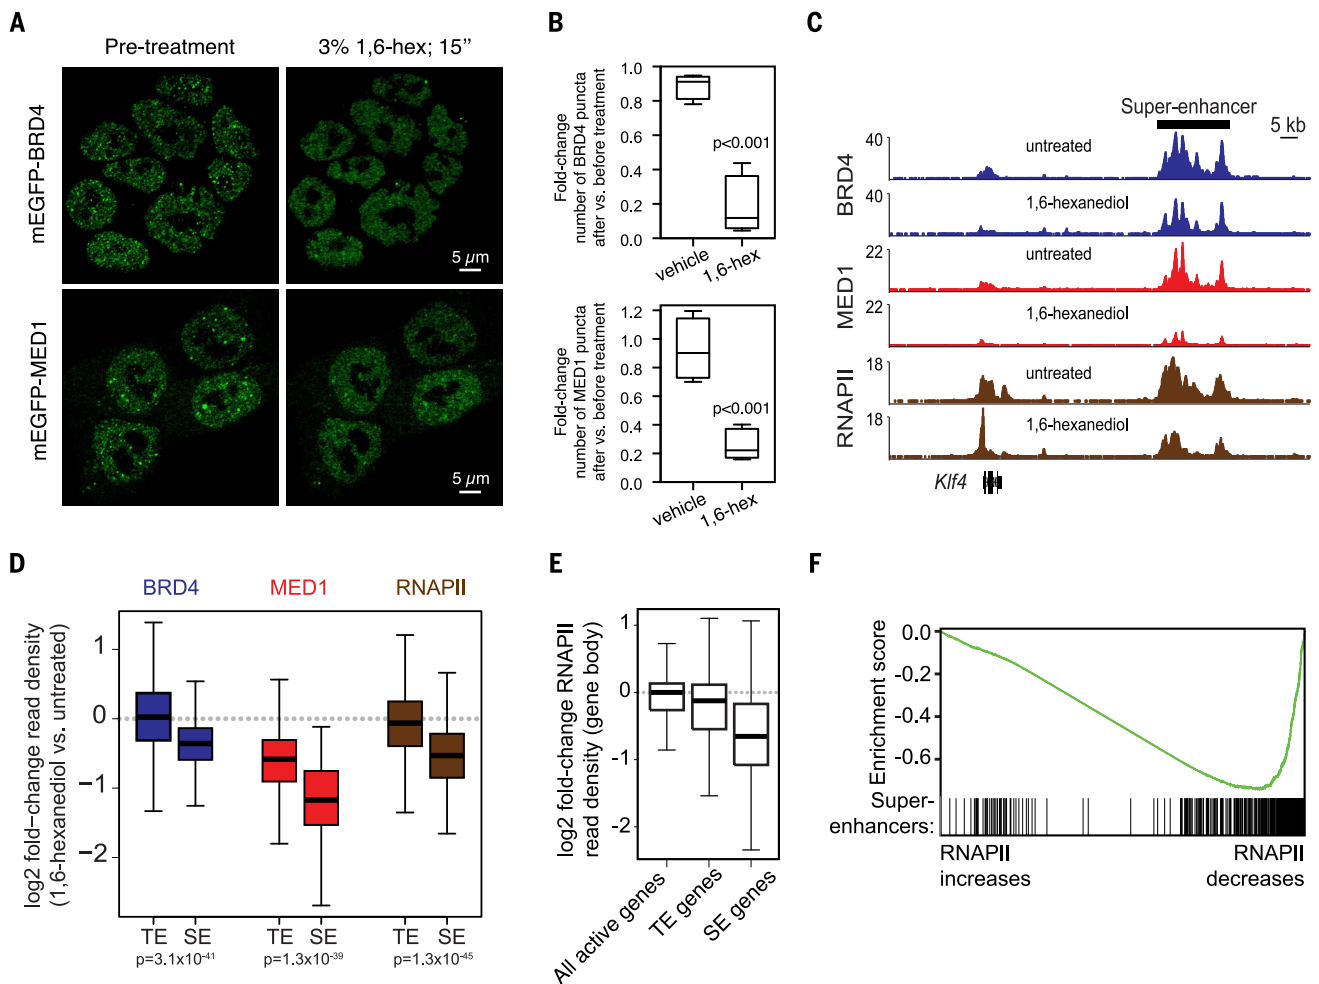 A
Pre-treatment
3% 1,6-hex; 15”
mEGFP-BRD4
5 µm
mEGFP-MED1
5 µm
B
Fold-change
number of BRD4 puncta
after vs. before treatment
1.0
0.8
0.6
0.4
0.2
0.0
p<0.001
vehicle
1,6-hex
Fold-change
number of MED1 puncta
after vs. before treatment
1.2
1.0
0.8
0.6
0.4
0.2
0.0
p<0.001
vehicle
1,6-hex
C
Super-enhancer
5 kb
BRD4
40
untreated
40
1,6-hexanediol
MED1
22
untreated
22
1,6-hexanediol
RNAPII
18
untreated
18
1,6-hexanediol
Klf4
D
BRD4 MED1 RNAPII
log2 fold−change read density
(1,6-hexanediol vs. untreated)
1
0
−1
−2
TE SE TE SE TE SE
p=3.1x10⁻⁴¹ p=1.3x10⁻³⁹ p=1.3x10⁻⁴⁵
E
log2 fold-change RNAPII
read density (gene body)
1
0
-1
-2
All active genes
TE genes
SE genes
F
Enrichment score
0.0
-0.2
-0.4
-0.6
Super-
enhancers:
RNAPII
increases
RNAPII
decreases